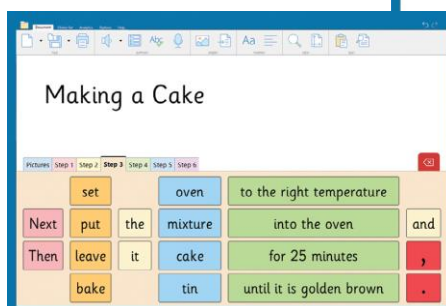 Making a Cake
Pictures Step 1 Step 2 Step 3 Step 4 Step 5 Step 6
set oven to the right temperature
Next put the mixture into the oven and
Then leave it cake for 25 minutes ,
bake tin until it is golden brown .